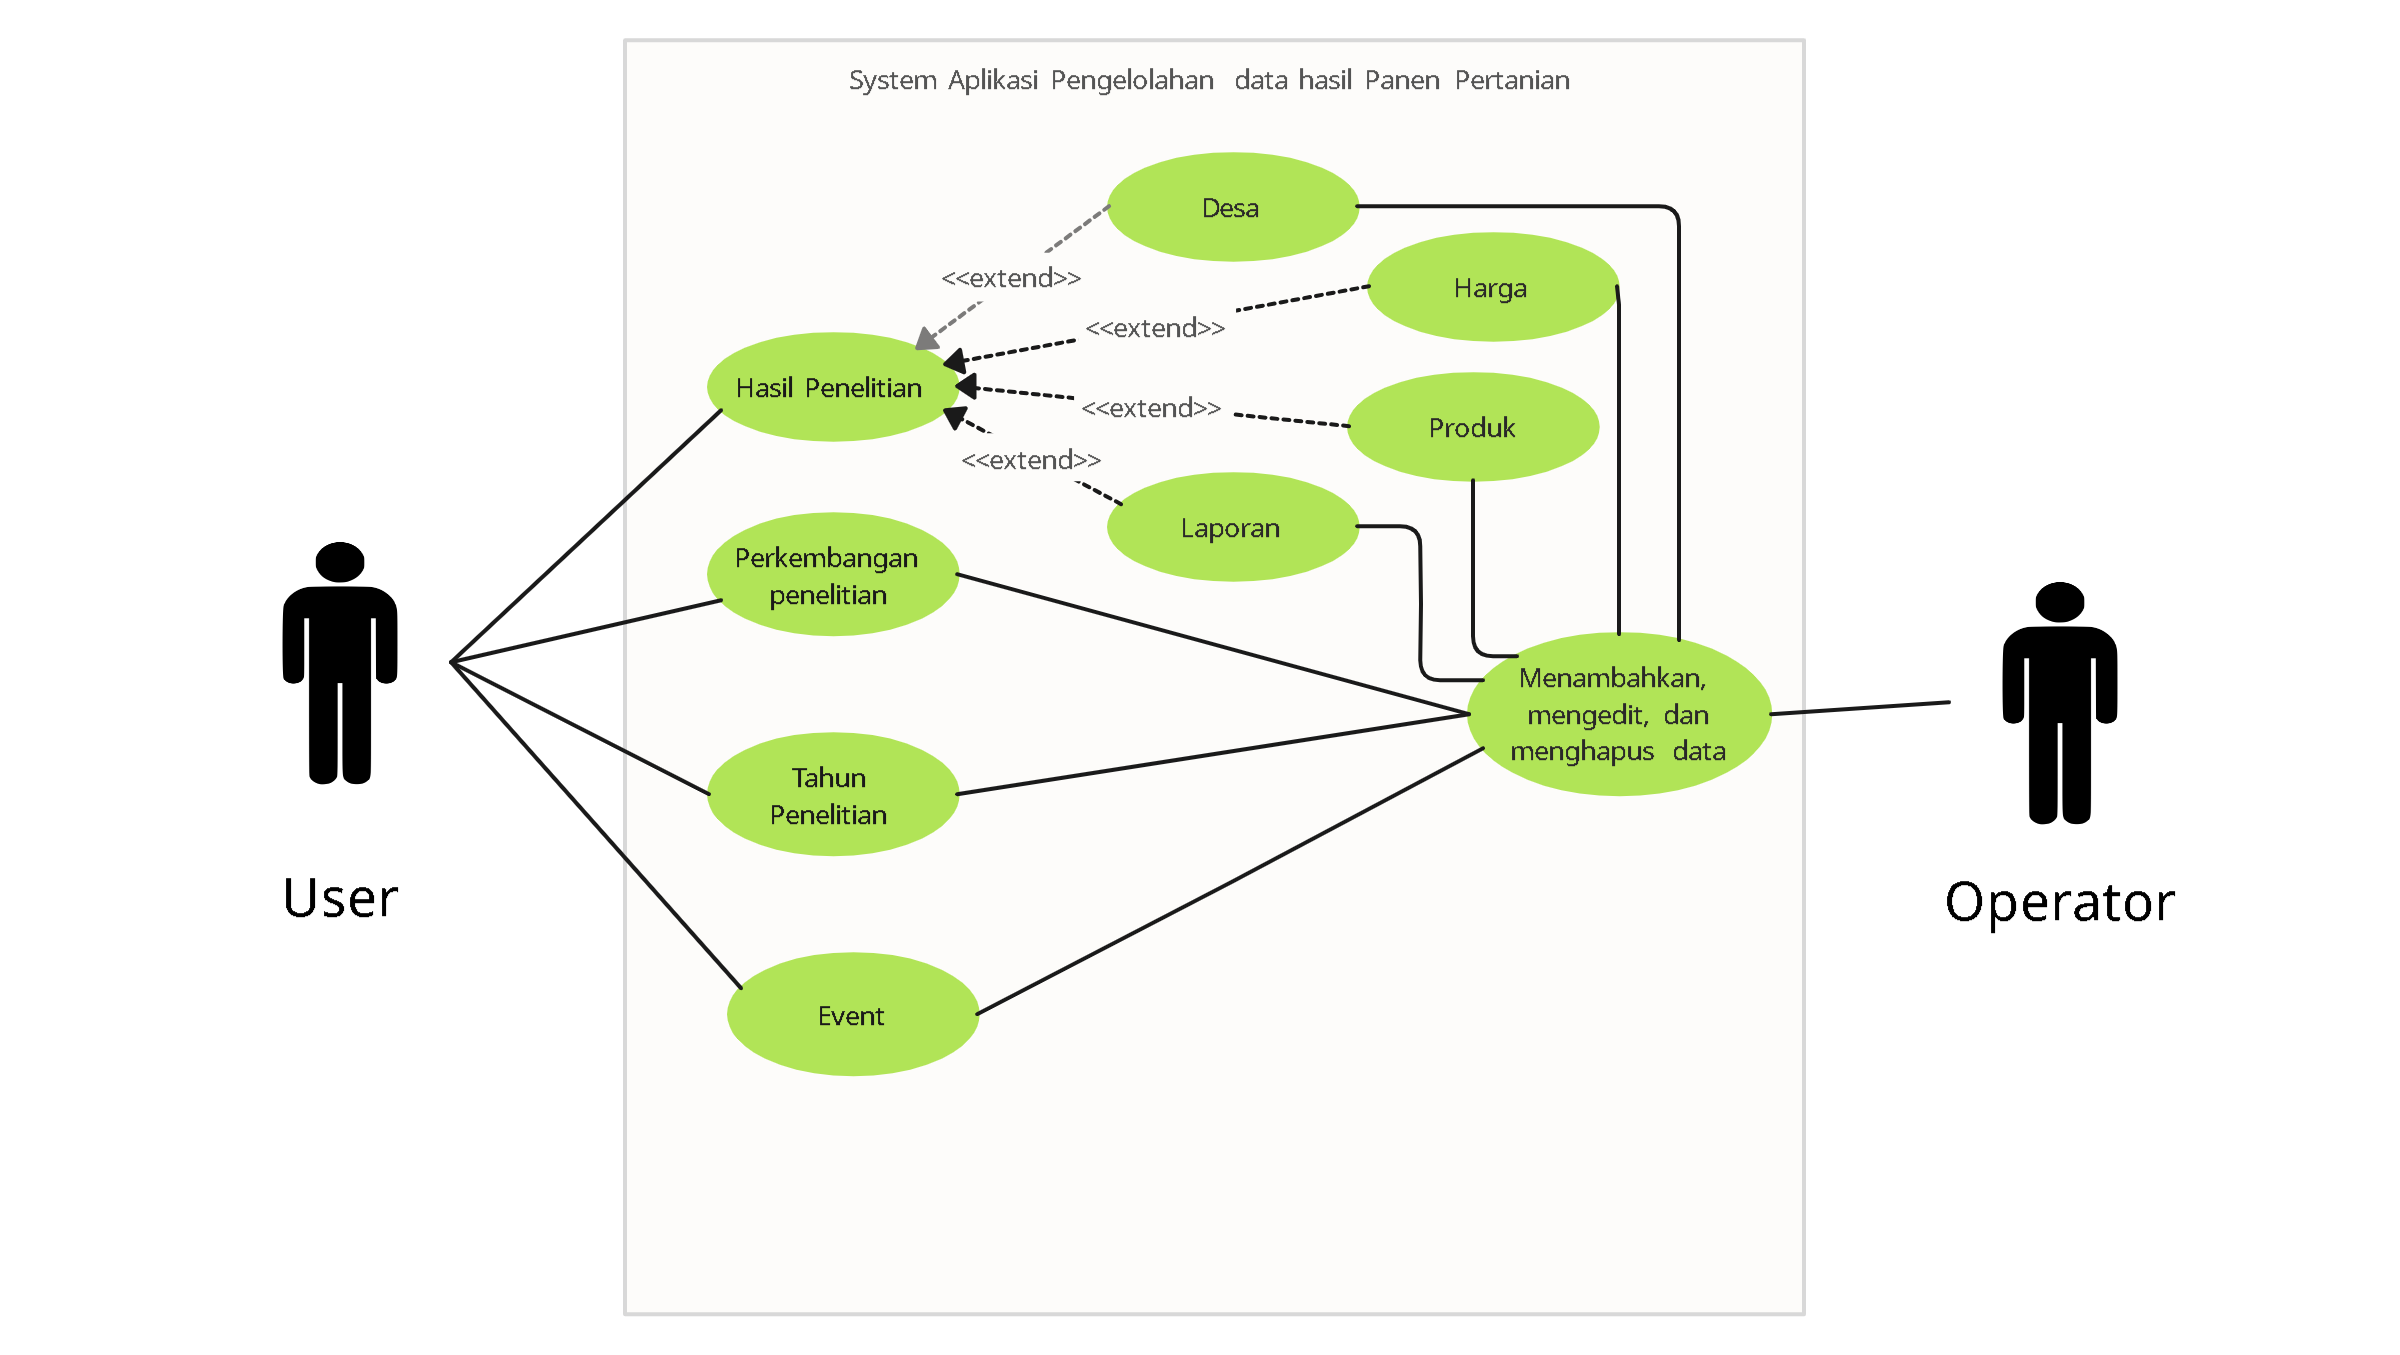 System Aplikasi Pengelolahan data hasil Panen Pertanian
Desa
<<extend>>
Harga
<<extend>>
Hasil Penelitian
<<extend>>
Produk
<<extend>>
Laporan
Perkembangan
penelitian
Menambahkan,
mengedit, dan
menghapus data
Tahun
Penelitian
User
Operator
Event